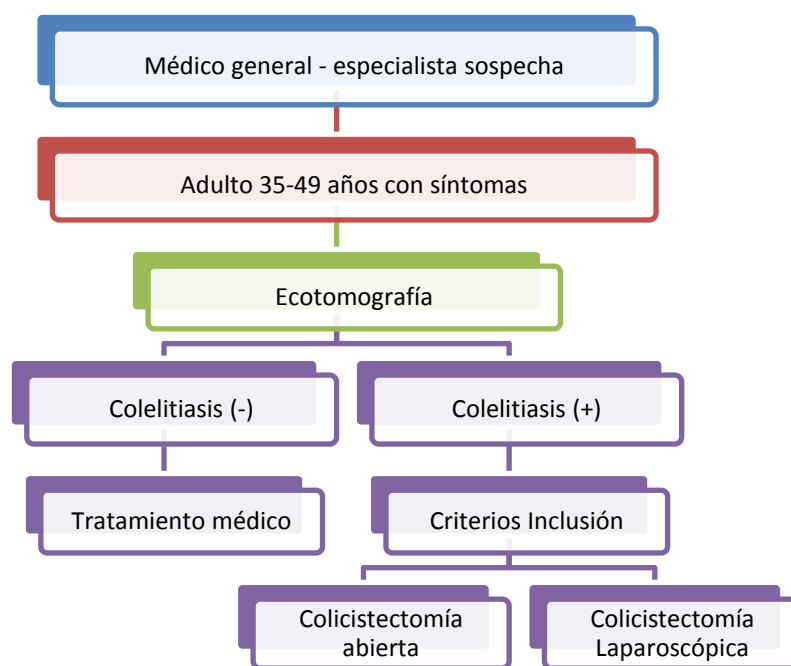 Médico general - especialista sospecha
Adulto 35-49 años con síntomas
Ecotomografía
Colelitiasis (-)
Colelitiasis (+)
Tratamiento médico
Criterios Inclusión
Colicistectomía
abierta
Colicistectomía
Laparoscópica